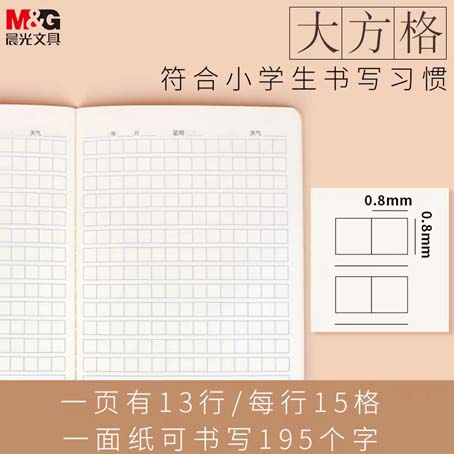 M&G
晨光文具
大方格
符合小学生书写习惯
天气 年 月 星期 天气
0.8mm
0.8mm
一页有13行/每行15格
一面纸可书写195个字